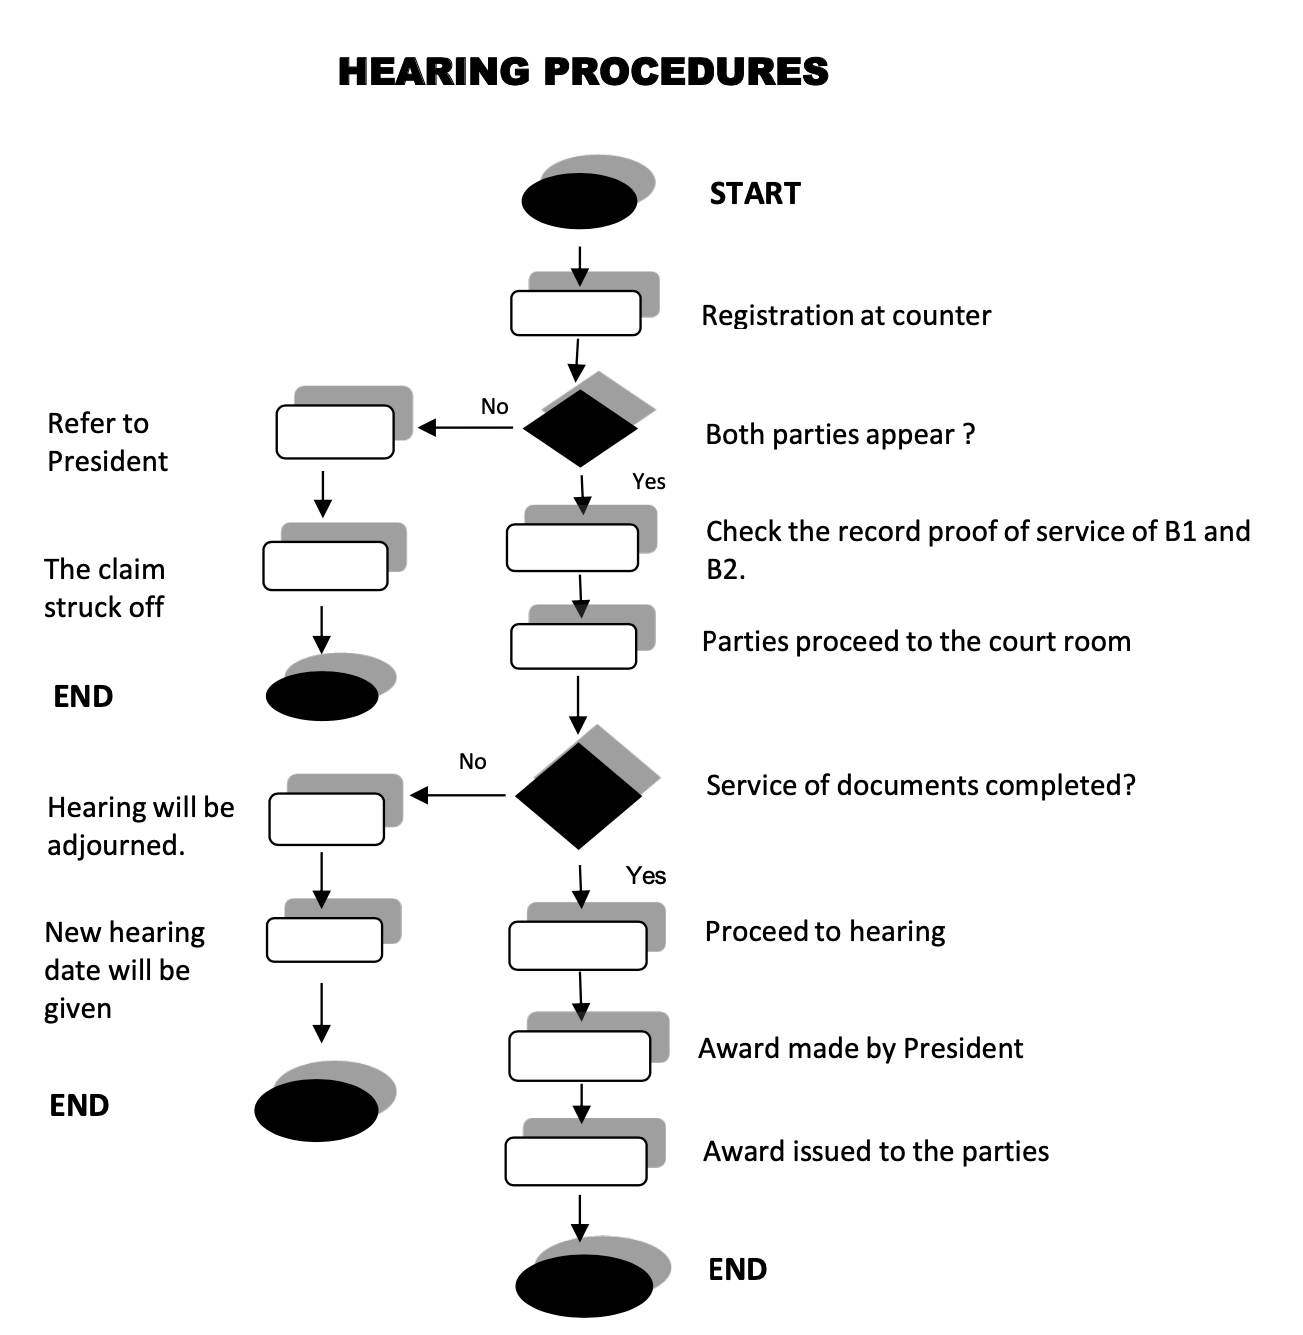 HEARING PROCEDURES
START
Registration at counter
No
Refer to
President
Both parties appear ?
Yes
Check the record proof of service of B1 and
B2.
The claim
struck off
Parties proceed to the court room
END
No
Service of documents completed?
Hearing will be
adjourned.
Yes
Proceed to hearing
New hearing
date will be
given
Award made by President
END
Award issued to the parties
END